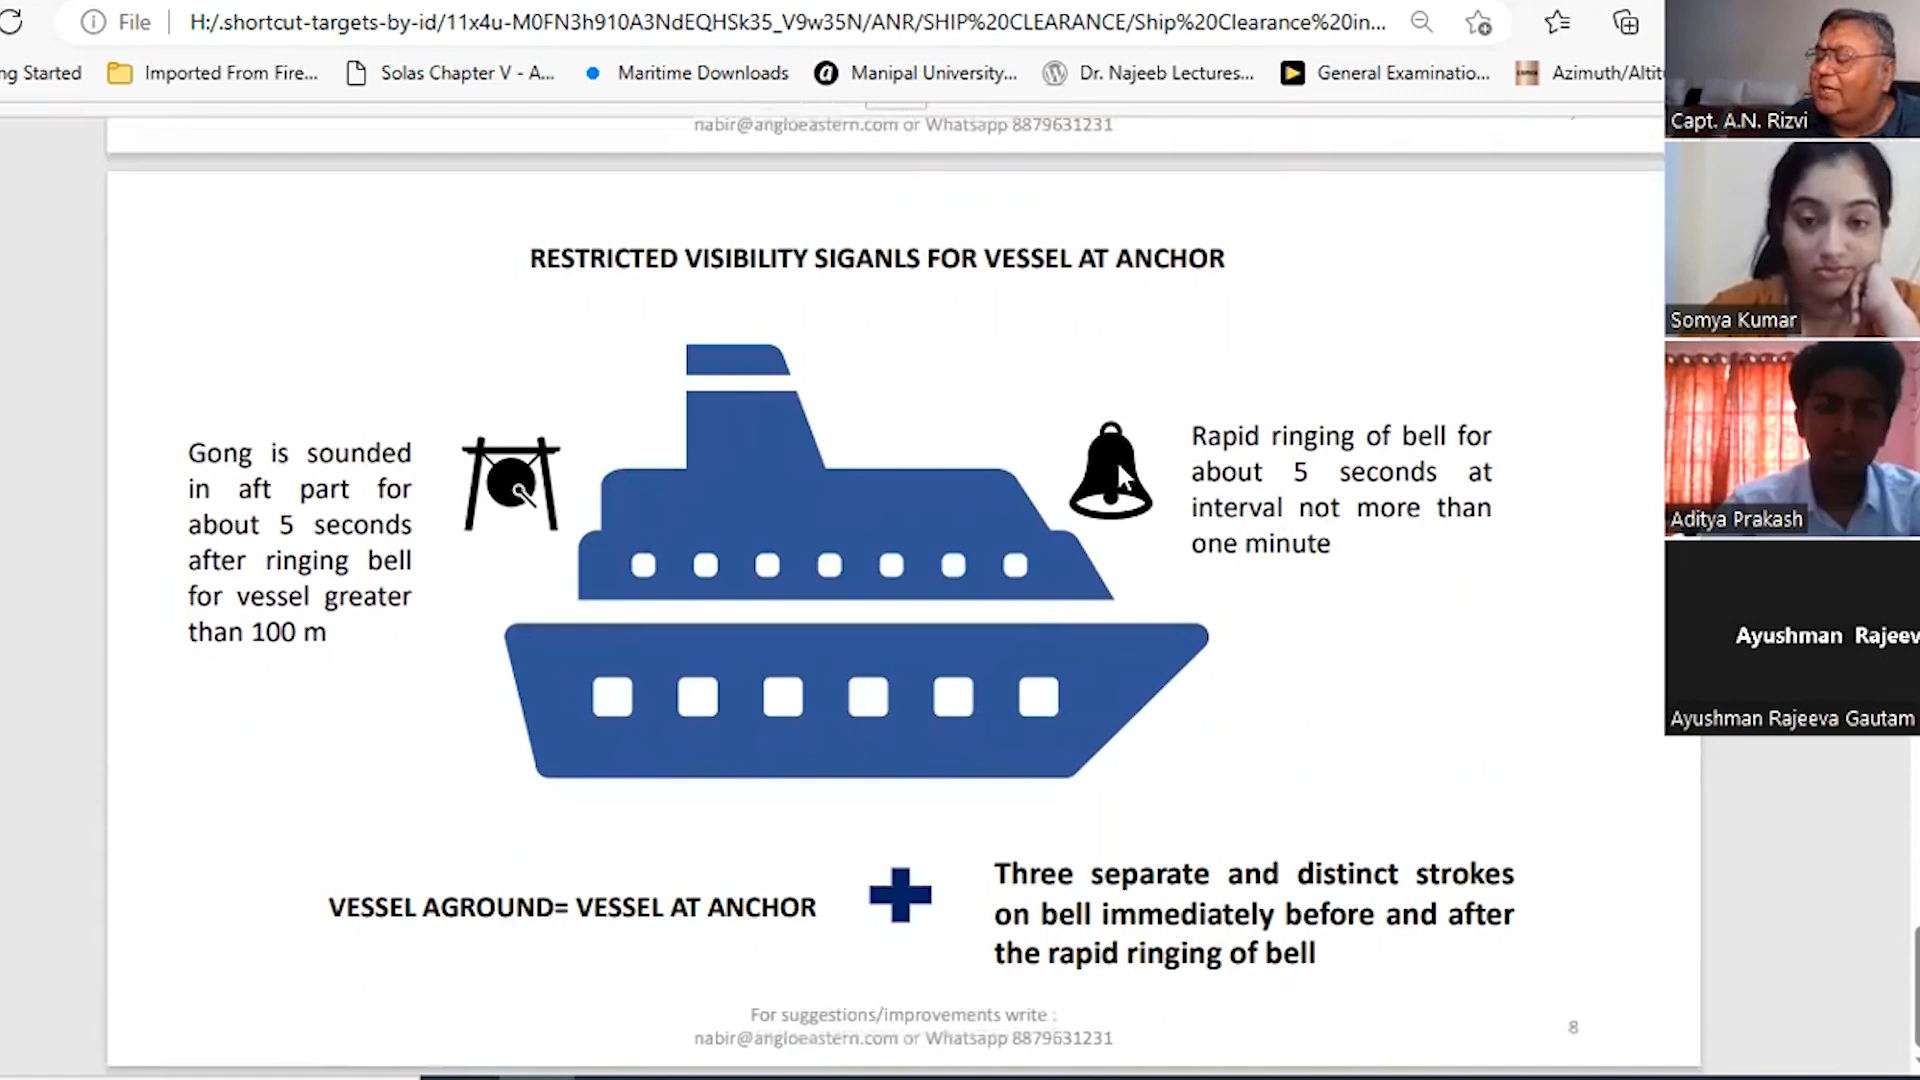 File
H:/.shortcut-targets-by-id/11x4u-M0FN3h910A3NdEQHSk35_V9w35N/ANR/SHIP%20CLEARANCE/Ship%20Clearance%20in...
ng Started
Imported From Fire...
Solas Chapter V - A...
Maritime Downloads
Manipal University,...
Dr. Najeeb Lectures...
General Examinatio...
Azimuth/Altit
nabir@angloeastern.com or Whatsapp 8879631231
RESTRICTED VISIBILITY SIGANLS FOR VESSEL AT ANCHOR
Gong is sounded
in aft part for
about 5 seconds
after ringing bell
for vessel greater
than 100 m
Rapid ringing of bell for
about 5 seconds at
interval not more than
one minute
VESSEL AGROUND= VESSEL AT ANCHOR
Three separate and distinct strokes
on bell immediately before and after
the rapid ringing of bell
For suggestions/improvements write :
nabir@angloeastern.com or Whatsapp 8879631231
8
Capt. A.N. Rizvi
Somya Kumar
Aditya Prakash
Ayushman Rajeev
Ayushman Rajeeva Gautam